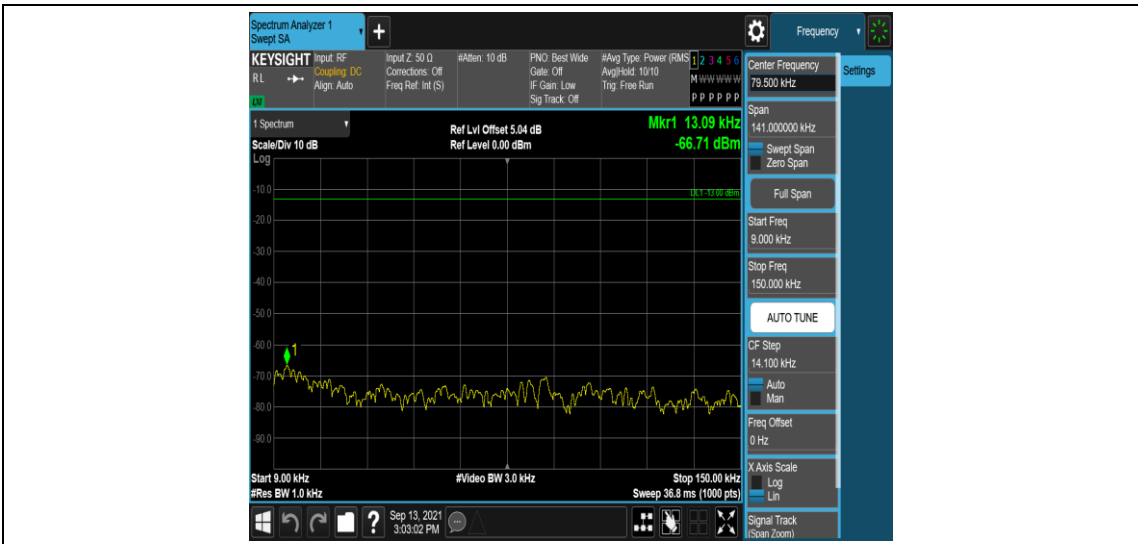 Spectrum Analyzer 1
Swept SA
+
Frequency
KEYSIGHT
RL
LXI
Input: RF
Coupling: DC
Align: Auto
Input Z: 50 Ω
Corrections: Off
Freq Ref: Int (S)
#Atten: 10 dB
PNO: Best Wide
Gate: Off
IF Gain: Low
Sig Track: Off
#Avg Type: Power (RMS
Avg|Hold: 10/10
Trig: Free Run
1 2 3 4 5 6
M W W W W W
P P P P P P
1 Spectrum
Scale/Div 10 dB
Log
Ref Lvl Offset 5.04 dB
Ref Level 0.00 dBm
Mkr1 13.09 kHz
-66.71 dBm
DL1 -13.00 dBm
-10.0
-20.0
-30.0
-40.0
-50.0
-60.0
-70.0
-80.0
-90.0
1
Start 9.00 kHz
#Res BW 1.0 kHz
#Video BW 3.0 kHz
Stop 150.00 kHz
Sweep 36.8 ms (1000 pts)
?
Sep 13, 2021
3:03:02 PM
Center Frequency
79.500 kHz
Settings
Span
141.000000 kHz
Swept Span
Zero Span
Full Span
Start Freq
9.000 kHz
Stop Freq
150.000 kHz
AUTO TUNE
CF Step
14.100 kHz
Auto
Man
Freq Offset
0 Hz
X Axis Scale
Log
Lin
Signal Track
(Span Zoom)